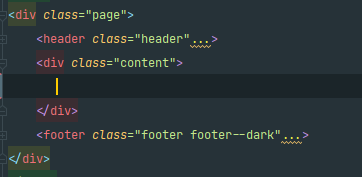 <div class="page">
<header class="header"...>
<div class="content">
</div>
<footer class="footer footer--dark"...>
</div>